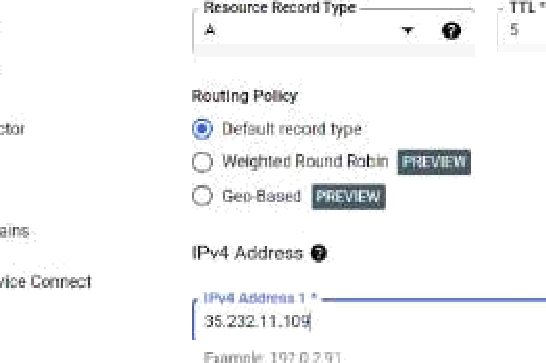 Resource Record Type
TTL *
A
5
ctor
Routing Policy
Default record type
Weighted Round Robin PREVIEW
Geo-Based PREVIEW
ains
IPv4 Address
vice Connect
IPv4 Address 1 *
35.232.11.109
Example: 192.0.2.91